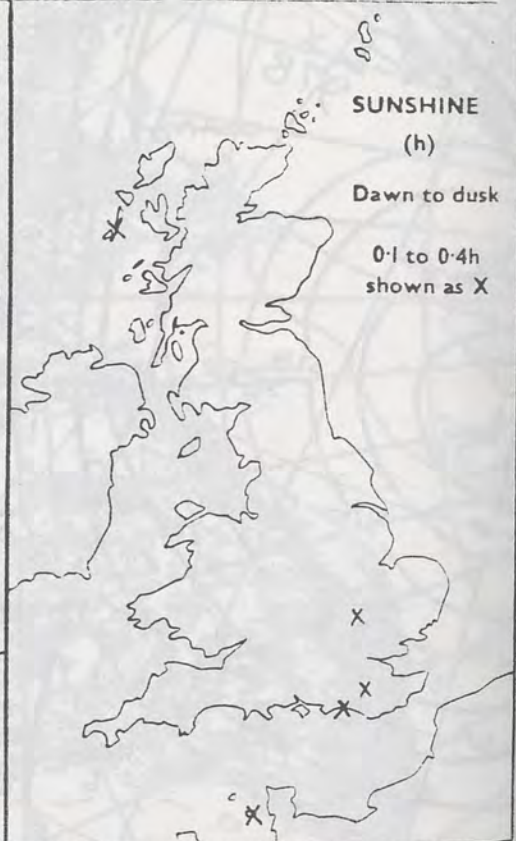 SUNSHINE
(h)
Dawn to dusk
0·1 to 0·4h
shown as X
X
X
X
X
X